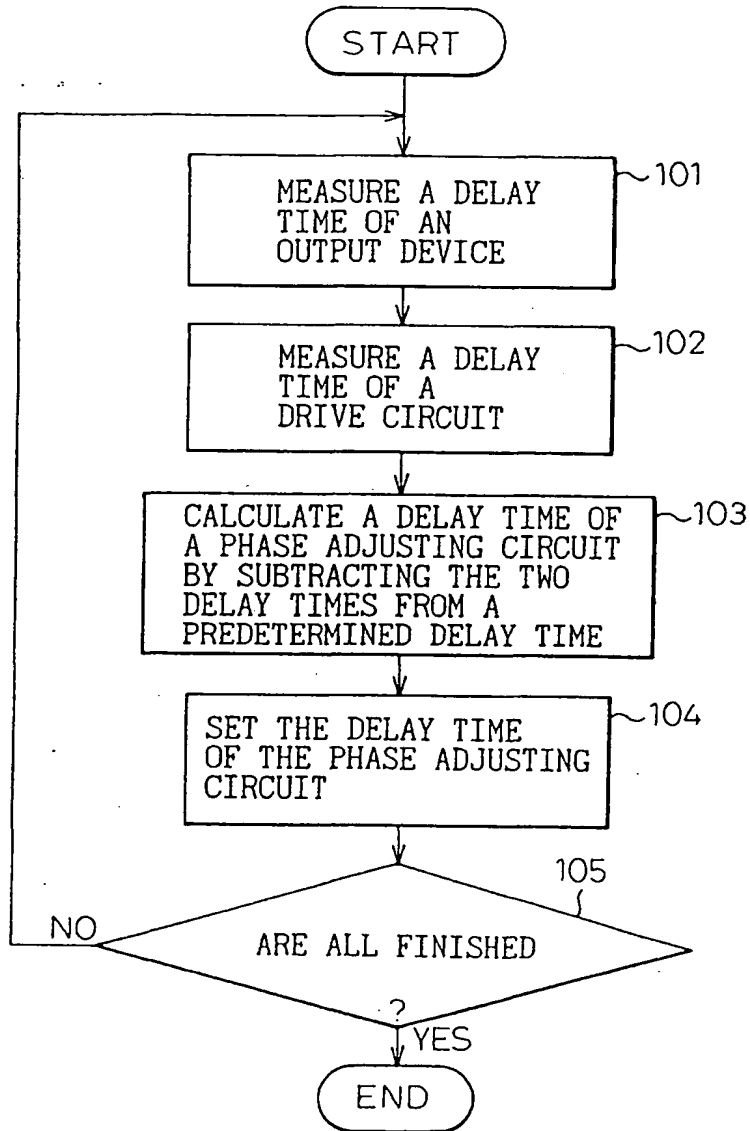 START
MEASURE A DELAY
TIME OF AN
OUTPUT DEVICE
101
MEASURE A DELAY
TIME OF A
DRIVE CIRCUIT
102
CALCULATE A DELAY TIME OF
A PHASE ADJUSTING CIRCUIT
BY SUBTRACTING THE TWO
DELAY TIMES FROM A
PREDETERMINED DELAY TIME
103
SET THE DELAY TIME
OF THE PHASE ADJUSTING
CIRCUIT
104
105
NO
ARE ALL FINISHED
?
YES
END